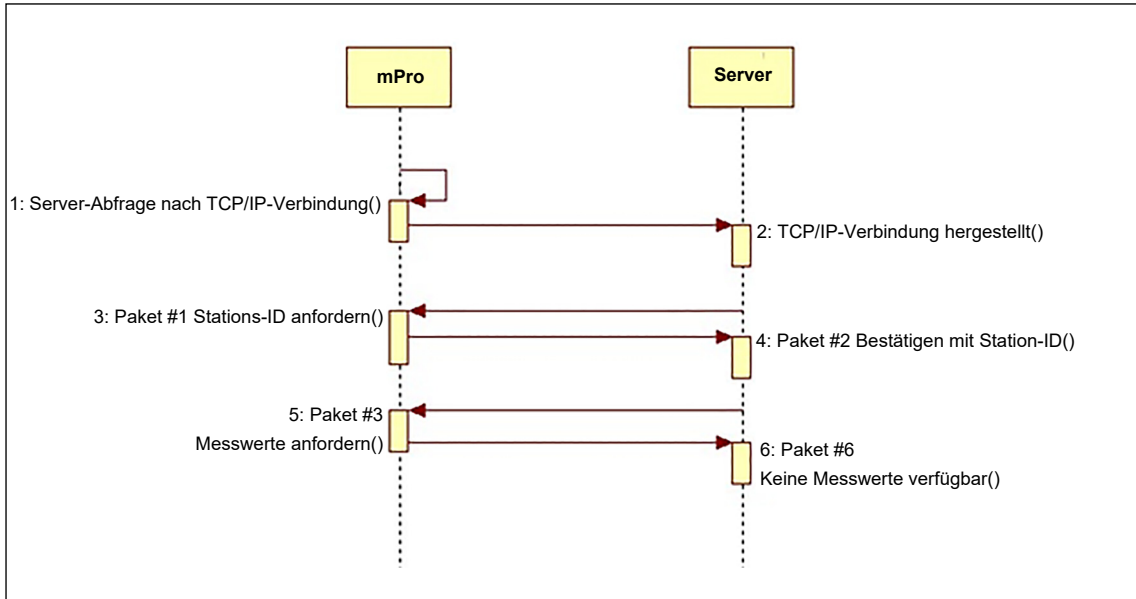 mPro
Server
1: Server-Abfrage nach TCP/IP-Verbindung()
2: TCP/IP-Verbindung hergestellt()
3: Paket #1 Stations-ID anfordern()
4: Paket #2 Bestätigen mit Station-ID()
5: Paket #3
Messwerte anfordern()
6: Paket #6
Keine Messwerte verfügbar()